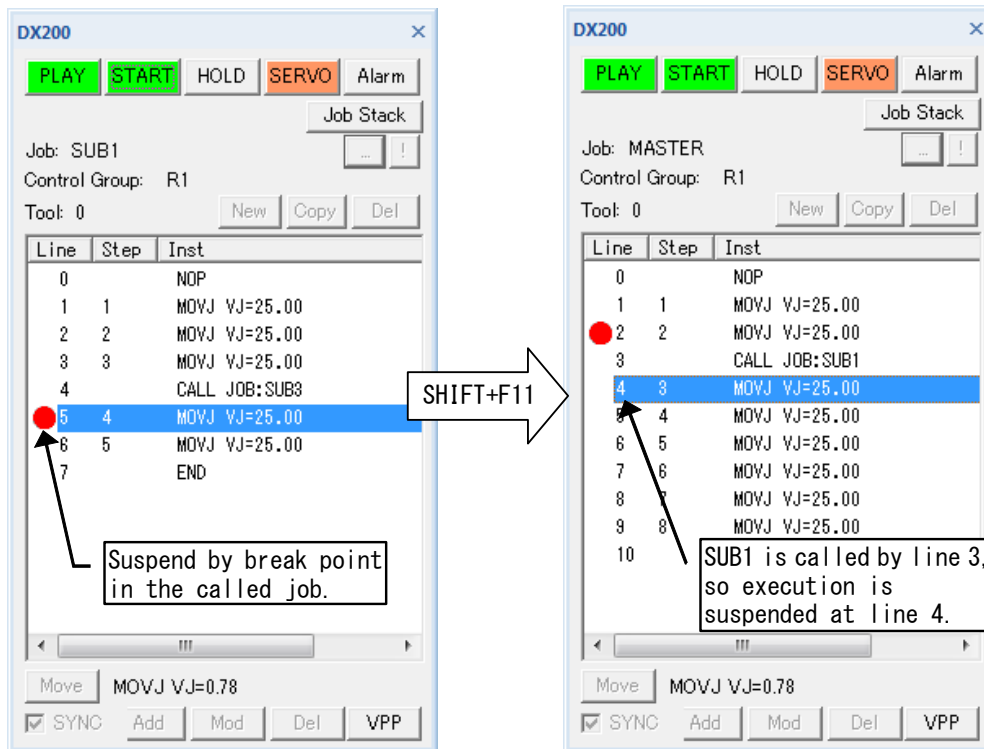 DX200
PLAY START HOLD SERVO Alarm
Job Stack
Job: SUB1 ... !
Control Group: R1
Tool: 0 New Copy Del
Line Step Inst
0 NOP
1 1 MOVJ VJ=25.00
2 2 MOVJ VJ=25.00
3 3 MOVJ VJ=25.00
4 CALL JOB:SUB3
5 4 MOVJ VJ=25.00
6 5 MOVJ VJ=25.00
7 END
Suspend by break point
in the called job.
Move MOVJ VJ=0.78
SYNC Add Mod Del VPP
SHIFT+F11
DX200
PLAY START HOLD SERVO Alarm
Job Stack
Job: MASTER ... !
Control Group: R1
Tool: 0 New Copy Del
Line Step Inst
0 NOP
1 1 MOVJ VJ=25.00
2 2 MOVJ VJ=25.00
3 CALL JOB:SUB1
4 3 MOVJ VJ=25.00
5 4 MOVJ VJ=25.00
6 5 MOVJ VJ=25.00
7 6 MOVJ VJ=25.00
8 7 MOVJ VJ=25.00
9 8 MOVJ VJ=25.00
10
SUB1 is called by line 3,
so execution is
suspended at line 4.
Move MOVJ VJ=0.78
SYNC Add Mod Del VPP